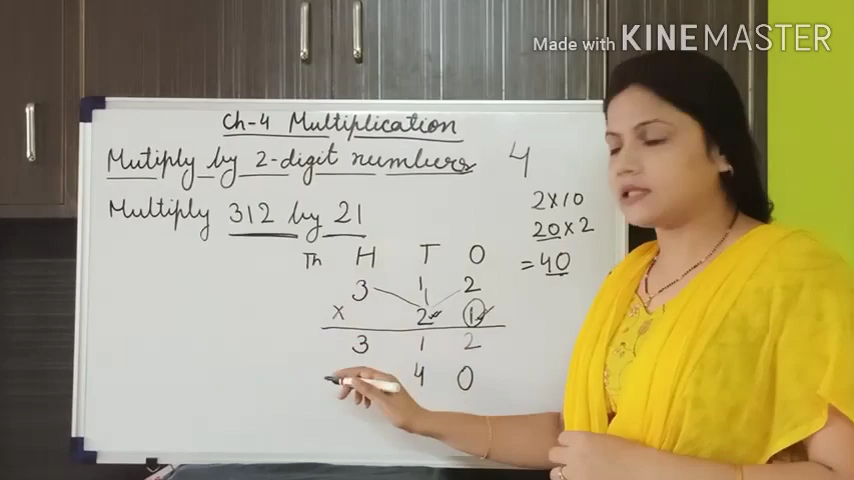 Made with KINEMASTER
Ch-4 Multiplication
Mutiply by 2-digit numbers
4
Multiply 312 by 21
2x10
20x2
= 40
Th H T O
3 1 2
x 2 1
3 1 2
4 0